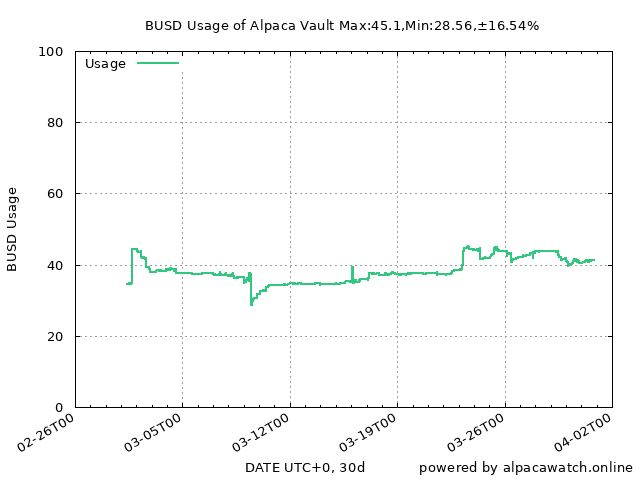 BUSD Usage of Alpaca Vault Max:45.1,Min:28.56,±16.54%
Usage
BUSD Usage
100
80
60
40
20
0
02-26T00
03-05T00
03-12T00
03-19T00
03-26T00
04-02T00
DATE UTC+0, 30d
powered by alpacawatch.online